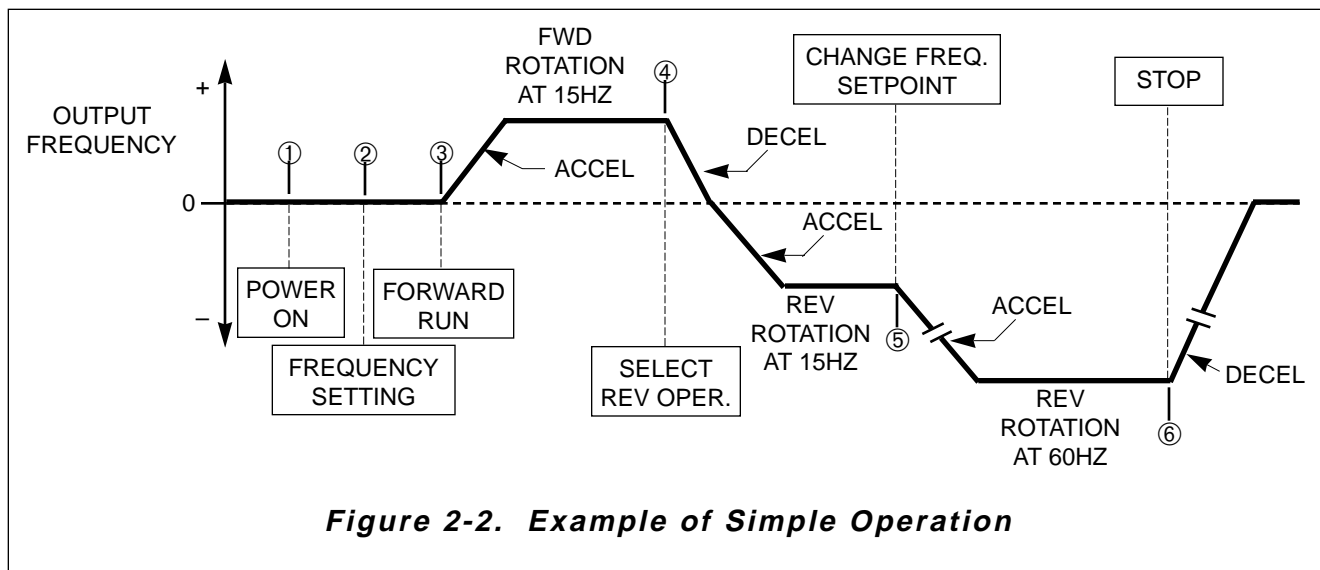 FWD
ROTATION
AT 15HZ
④
CHANGE FREQ.
SETPOINT
STOP
+
OUTPUT
FREQUENCY
①
②
③
ACCEL
DECEL
0
ACCEL
–
POWER
ON
FORWARD
RUN
FREQUENCY
SETTING
SELECT
REV OPER.
REV
ROTATION
AT 15HZ
⑤
ACCEL
REV
ROTATION
AT 60HZ
⑥
DECEL
Figure 2-2. Example of Simple Operation